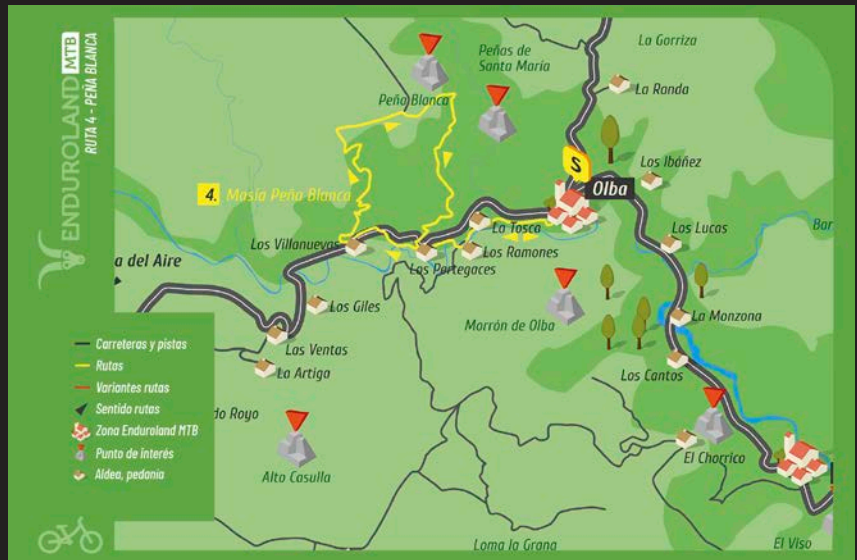 ENDUROLAND MTB
RUTA 4 - PEÑA BLANCA
La Gorriza
Peñas de
Santa María
La Ronda
Peña Blanca
S
Los Ibáñez
Olba
4. Masía Peña Blanca
La Tosca
Los Lucas
Bar
Los Villanuevas
Los Ramones
Los Pertegaces
a del Aire
Los Giles
Morrón de Olba
La Monzona
Las Ventas
La Artiga
Los Cantos
do Royo
El Chorrico
Alto Casulla
Loma la Grana
El Viso
Carreteras y pistas
Rutas
Variantes rutas
Sentido rutas
Zona Enduroland MTB
Punto de interés
Aldea, pedanía